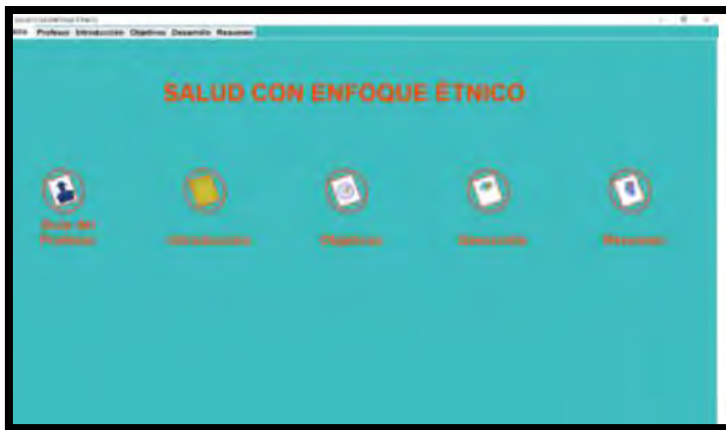 Profesor Introducción Objetivos Desarrollo Resumen
SALUD CON ENFOQUE ÉTNICO
Guía del
Profesor
Introducción
Objetivos
Desarrollo
Resumen